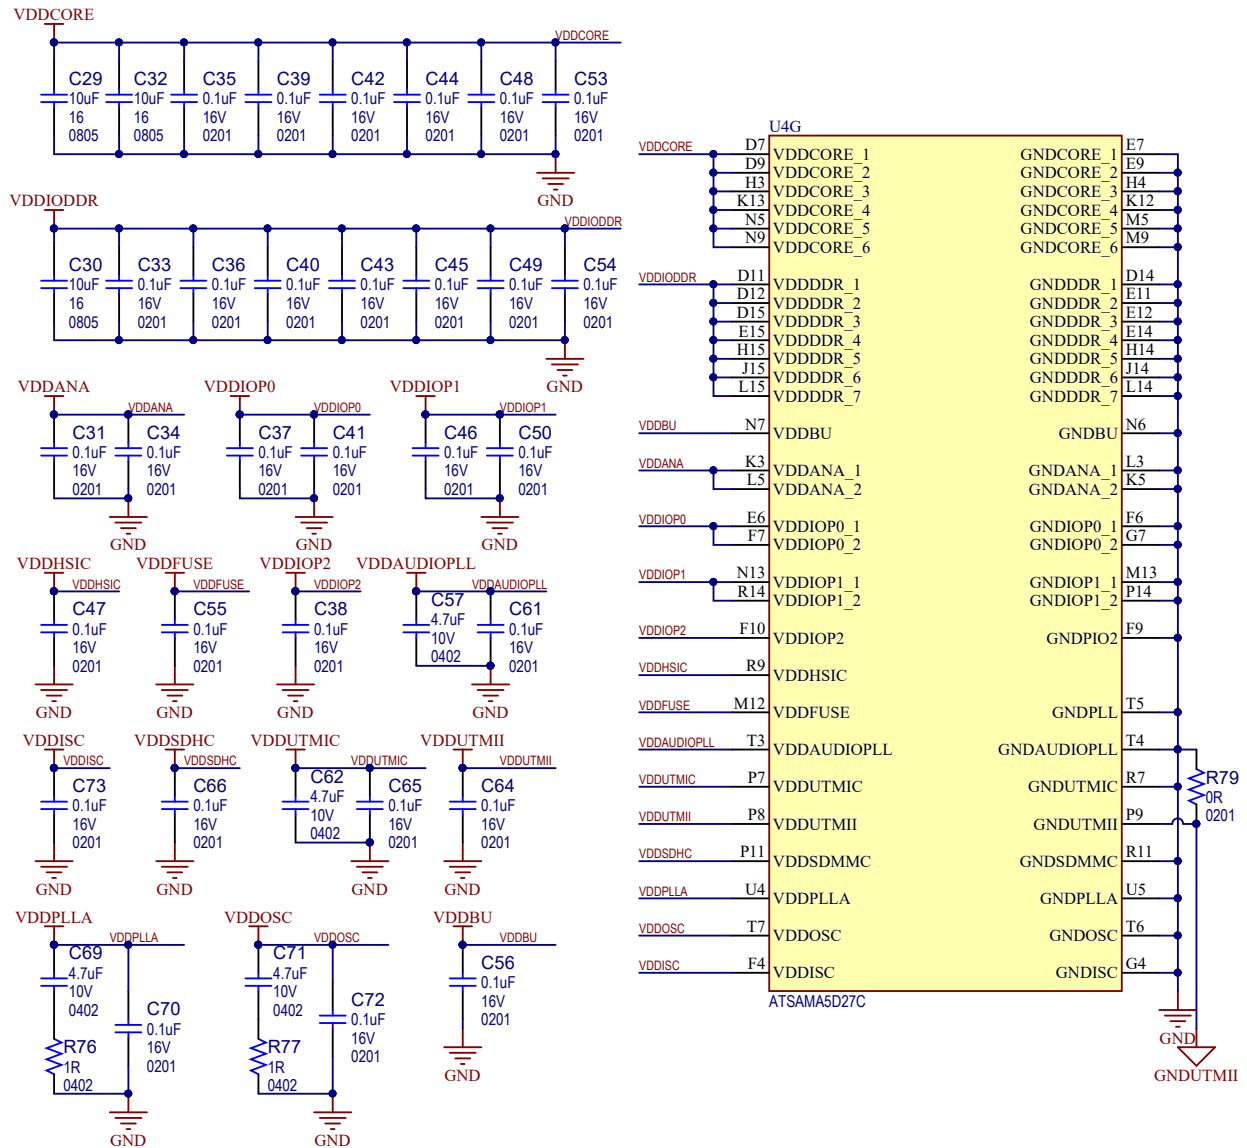 VDDCORE
VDDCORE
C29
10uF
16
0805
C32
10uF
16
0805
C35
0.1uF
16V
0201
C39
0.1uF
16V
0201
C42
0.1uF
16V
0201
C44
0.1uF
16V
0201
C48
0.1uF
16V
0201
C53
0.1uF
16V
0201
GND
VDDIODDR
VDDIODDR
C30
10uF
16
0805
C33
0.1uF
16V
0201
C36
0.1uF
16V
0201
C40
0.1uF
16V
0201
C43
0.1uF
16V
0201
C45
0.1uF
16V
0201
C49
0.1uF
16V
0201
C54
0.1uF
16V
0201
GND
VDDANA
VDDANA
C31
0.1uF
16V
0201
C34
0.1uF
16V
0201
GND
VDDIOP0
VDDIOP0
C37
0.1uF
16V
0201
C41
0.1uF
16V
0201
GND
VDDIOP1
VDDIOP1
C46
0.1uF
16V
0201
C50
0.1uF
16V
0201
GND
VDDHSIC
VDDHSIC
C47
0.1uF
16V
0201
GND
VDDFUSE
VDDFUSE
C55
0.1uF
16V
0201
GND
VDDIOP2
VDDIOP2
C38
0.1uF
16V
0201
GND
VDDAUDIOPLL
VDDAUDIOPLL
C57
4.7uF
10V
0402
C61
0.1uF
16V
0201
GND
VDDISC
VDDISC
C73
0.1uF
16V
0201
GND
VDDSDHC
VDDSDHC
C66
0.1uF
16V
0201
GND
VDDUTMIC
VDDUTMIC
C62
4.7uF
10V
0402
C65
0.1uF
16V
0201
GND
VDDUTMII
VDDUTMII
C64
0.1uF
16V
0201
GND
VDDPLLA
VDDPLLA
C69
4.7uF
10V
0402
R76
1R
0402
C70
0.1uF
16V
0201
GND
VDDOSC
VDDOSC
C71
4.7uF
10V
0402
R77
1R
0402
C72
0.1uF
16V
0201
GND
VDDBU
VDDBU
C56
0.1uF
16V
0201
GND
U4G
VDDCORE D7 VDDCORE_1 GNDCORE_1 E7
D9 VDDCORE_2 GNDCORE_2 E9
H3 VDDCORE_3 GNDCORE_3 H4
K13 VDDCORE_4 GNDCORE_4 K12
N5 VDDCORE_5 GNDCORE_5 M5
N9 VDDCORE_6 GNDCORE_6 M9
VDDIODDR D11 VDDDDR_1 GNDDDR_1 D14
D12 VDDDDR_2 GNDDDR_2 E11
D15 VDDDDR_3 GNDDDR_3 E12
E15 VDDDDR_4 GNDDDR_4 E14
H15 VDDDDR_5 GNDDDR_5 H14
J15 VDDDDR_6 GNDDDR_6 J14
L15 VDDDDR_7 GNDDDR_7 L14
VDDBU N7 VDDBU GNDBU N6
VDDANA K3 VDDANA_1 GNDANA_1 L3
L5 VDDANA_2 GNDANA_2 K5
VDDIOP0 E6 VDDIOP0_1 GNDIOP0_1 F6
F7 VDDIOP0_2 GNDIOP0_2 G7
VDDIOP1 N13 VDDIOP1_1 GNDIOP1_1 M13
R14 VDDIOP1_2 GNDIOP1_2 P14
VDDIOP2 F10 VDDIOP2 GNDPIO2 F9
VDDHSIC R9 VDDHSIC
VDDFUSE M12 VDDFUSE GNDPLL T5
VDDAUDIOPLL T3 VDDAUDIOPLL GNDAUDIOPLL T4
VDDUTMIC P7 VDDUTMIC GNDUTMIC R7
VDDUTMII P8 VDDUTMII GNDUTMII P9
VDDSDHC P11 VDDSDMMC GNDSDMMC R11
VDDPLLA U4 VDDPLLA GNDPLLA U5
VDDOSC T7 VDDOSC GNDOSC T6
VDDISC F4 VDDISC GNDISC G4
ATSAMA5D27C
R79
0R
0201
GND
GNDUTMII